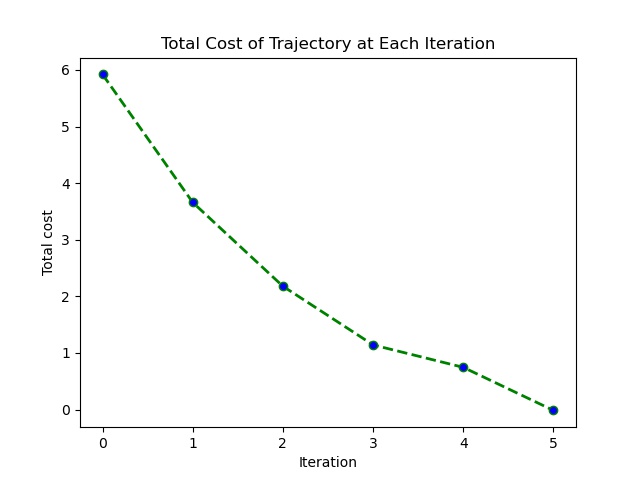 Total Cost of Trajectory at Each Iteration
6
5
4
3
2
1
0
Total cost
0 1 2 3 4 5
Iteration